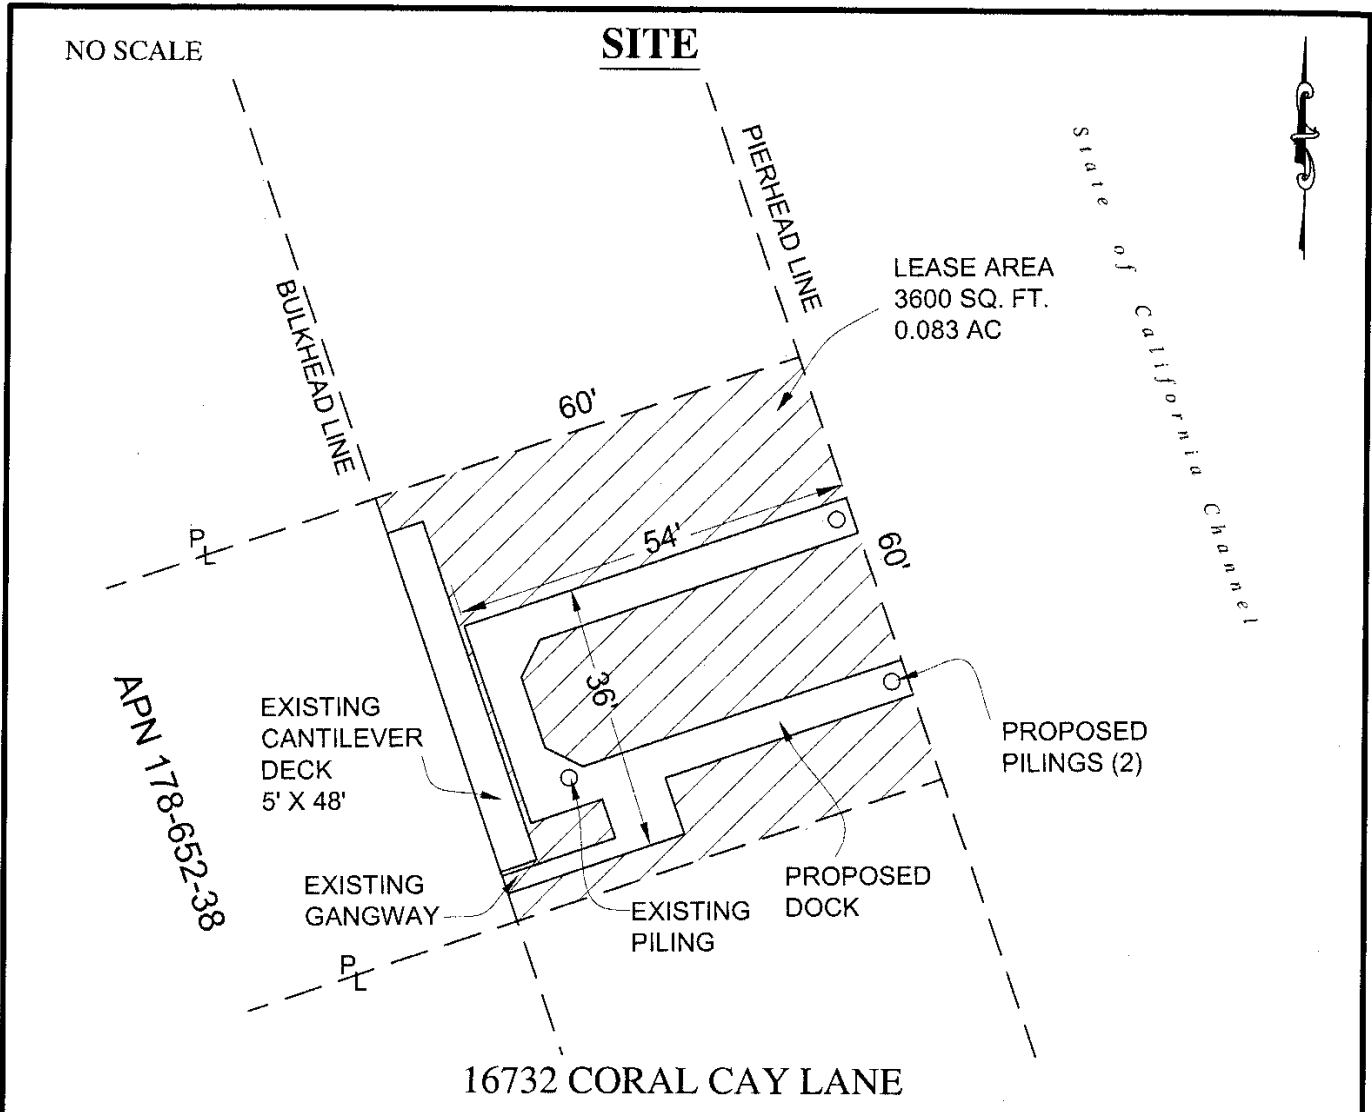 NO SCALE
SITE
BULKHEAD LINE
PIERHEAD LINE
State of California Channel
LEASE AREA
3600 SQ. FT.
0.083 AC
60'
54'
60'
36'
PL
APN 178-652-38
EXISTING
CANTILEVER
DECK
5' X 48'
PROPOSED
PILINGS (2)
EXISTING
GANGWAY
EXISTING
PILING
PROPOSED
DOCK
PL
16732 CORAL CAY LANE